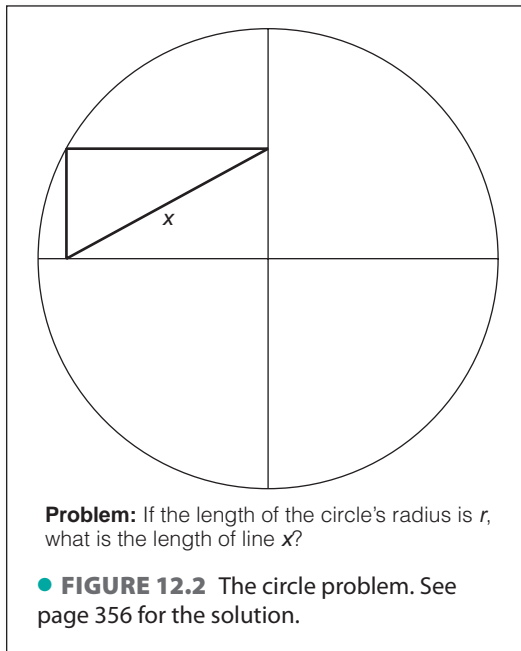 x
Problem: If the length of the circle’s radius is r,
what is the length of line x?
● FIGURE 12.2 The circle problem. See
page 356 for the solution.